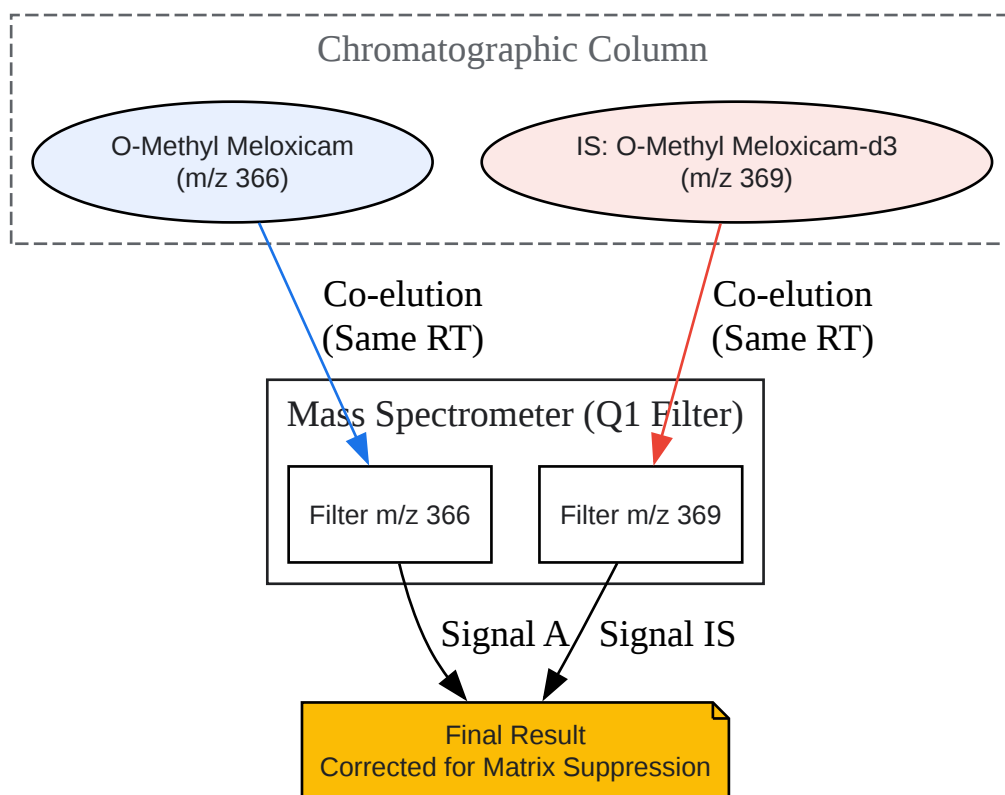 Chromatographic Column
O-Methyl Meloxicam
(m/z 366)
IS: O-Methyl Meloxicam-d3
(m/z 369)
Co-elution
(Same RT)
Co-elution
(Same RT)
Mass Spectrometer (Q1 Filter)
Filter m/z 366
Filter m/z 369
Signal A
Signal IS
Final Result
Corrected for Matrix Suppression